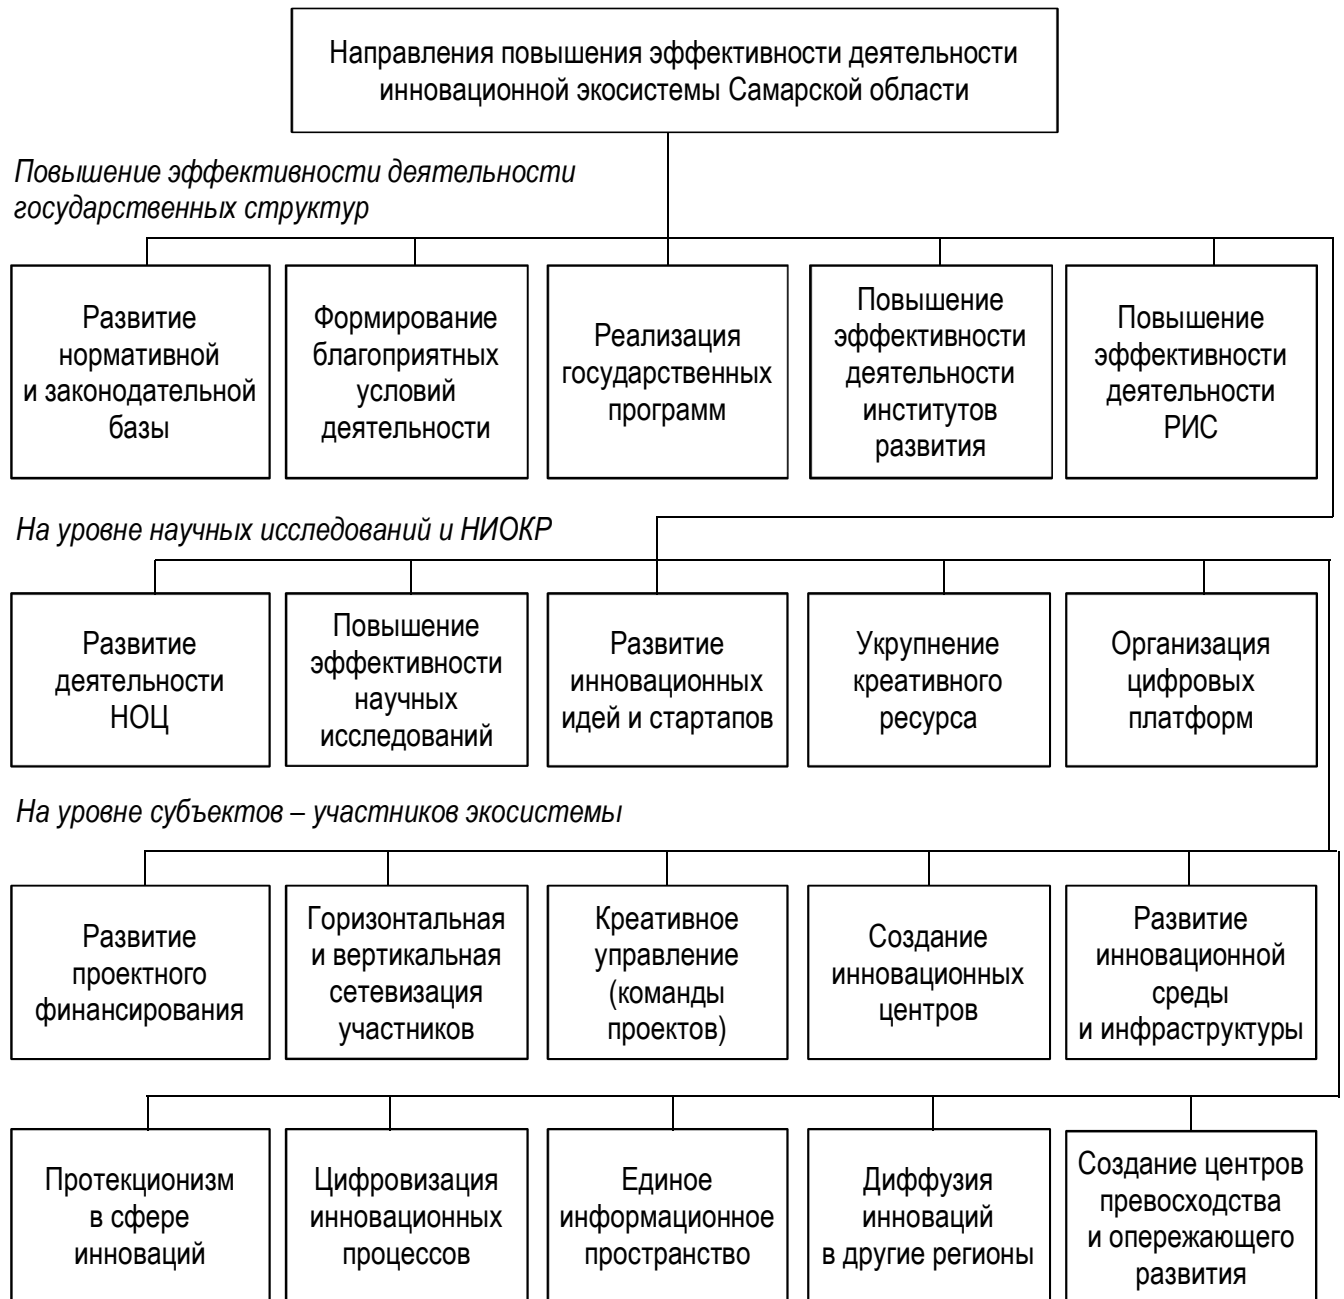 Направления повышения эффективности деятельности
инновационной экосистемы Самарской области
Повышение эффективности деятельности
государственных структур
Развитие
нормативной
и законодательной
базы
Формирование
благоприятных
условий
деятельности
Реализация
государственных
программ
Повышение
эффективности
деятельности
институтов
развития
Повышение
эффективности
деятельности
РИС
На уровне научных исследований и НИОКР
Развитие
деятельности
НОЦ
Повышение
эффективности
научных
исследований
Развитие
инновационных
идей и стартапов
Укрупнение
креативного
ресурса
Организация
цифровых
платформ
На уровне субъектов – участников экосистемы
Развитие
проектного
финансирования
Горизонтальная
и вертикальная
сетевизация
участников
Креативное
управление
(команды
проектов)
Создание
инновационных
центров
Развитие
инновационной
среды
и инфраструктуры
Протекционизм
в сфере
инноваций
Цифровизация
инновационных
процессов
Единое
информационное
пространство
Диффузия
инноваций
в другие регионы
Создание центров
превосходства
и опережающего
развития